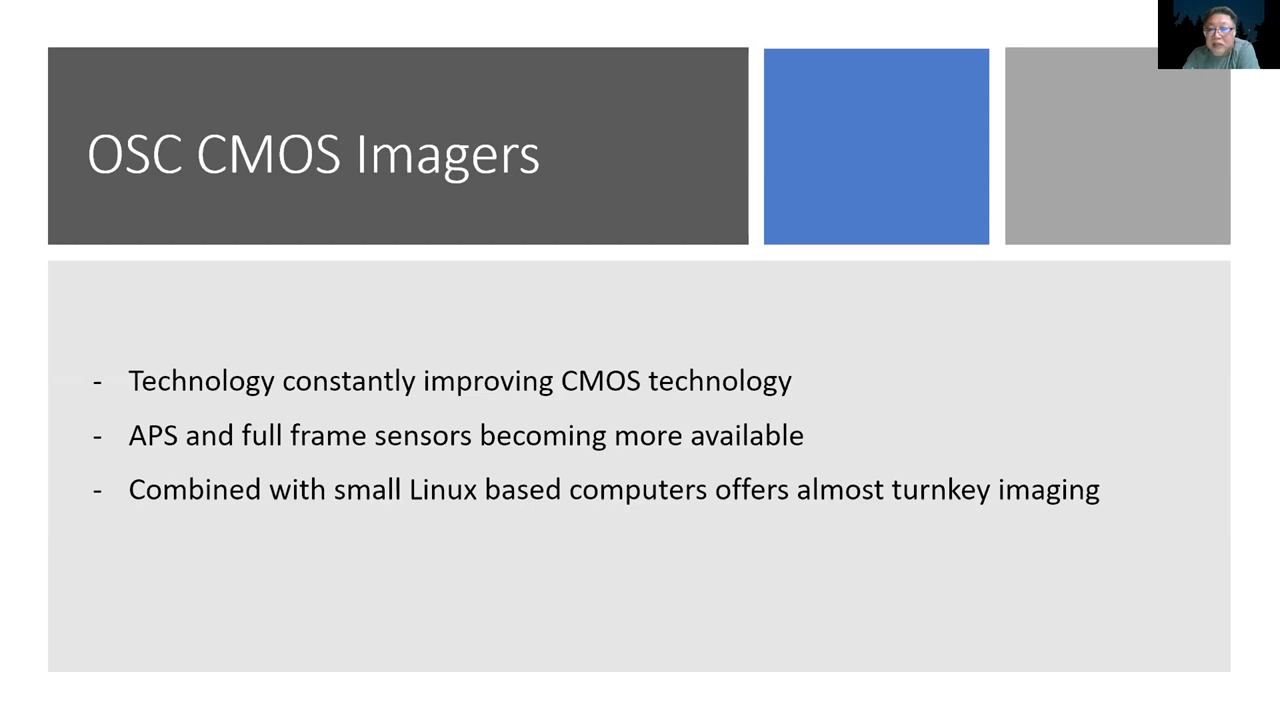 OSC CMOS Imagers
- Technology constantly improving CMOS technology
- APS and full frame sensors becoming more available
- Combined with small Linux based computers offers almost turnkey imaging